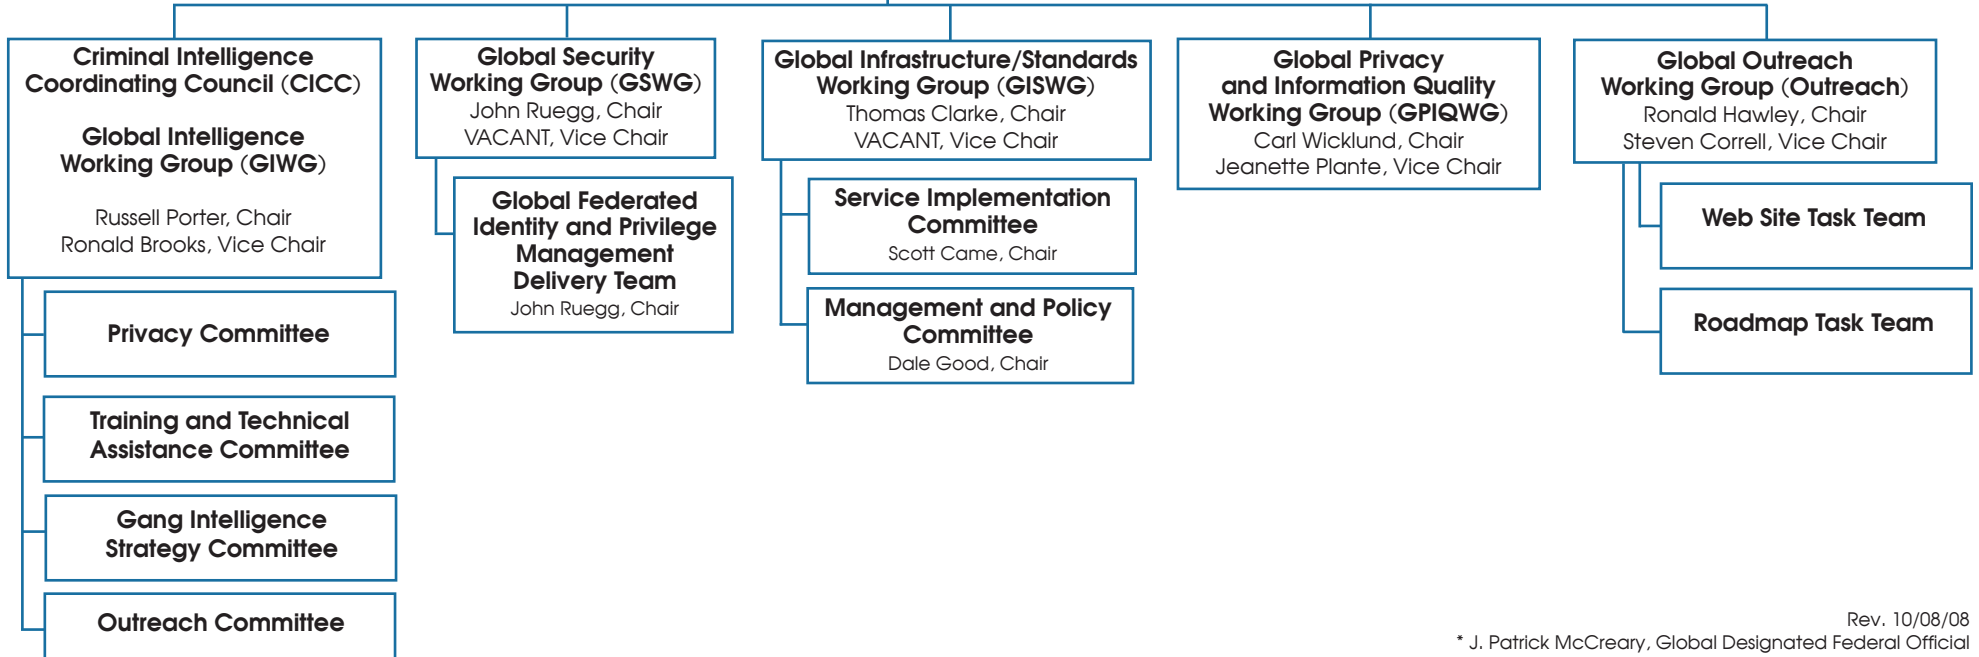 Criminal Intelligence
Coordinating Council (CICC)
Global Intelligence
Working Group (GIWG)
Russell Porter, Chair
Ronald Brooks, Vice Chair
Privacy Committee
Training and Technical
Assistance Committee
Gang Intelligence
Strategy Committee
Outreach Committee
Global Security
Working Group (GSWG)
John Ruegg, Chair
VACANT, Vice Chair
Global Federated
Identity and Privilege
Management
Delivery Team
John Ruegg, Chair
Global Infrastructure/Standards
Working Group (GISWG)
Thomas Clarke, Chair
VACANT, Vice Chair
Service Implementation
Committee
Scott Came, Chair
Management and Policy
Committee
Dale Good, Chair
Global Privacy
and Information Quality
Working Group (GPIQWG)
Carl Wicklund, Chair
Jeanette Plante, Vice Chair
Global Outreach
Working Group (Outreach)
Ronald Hawley, Chair
Steven Correll, Vice Chair
Web Site Task Team
Roadmap Task Team
Rev. 10/08/08
* J. Patrick McCreary, Global Designated Federal Official